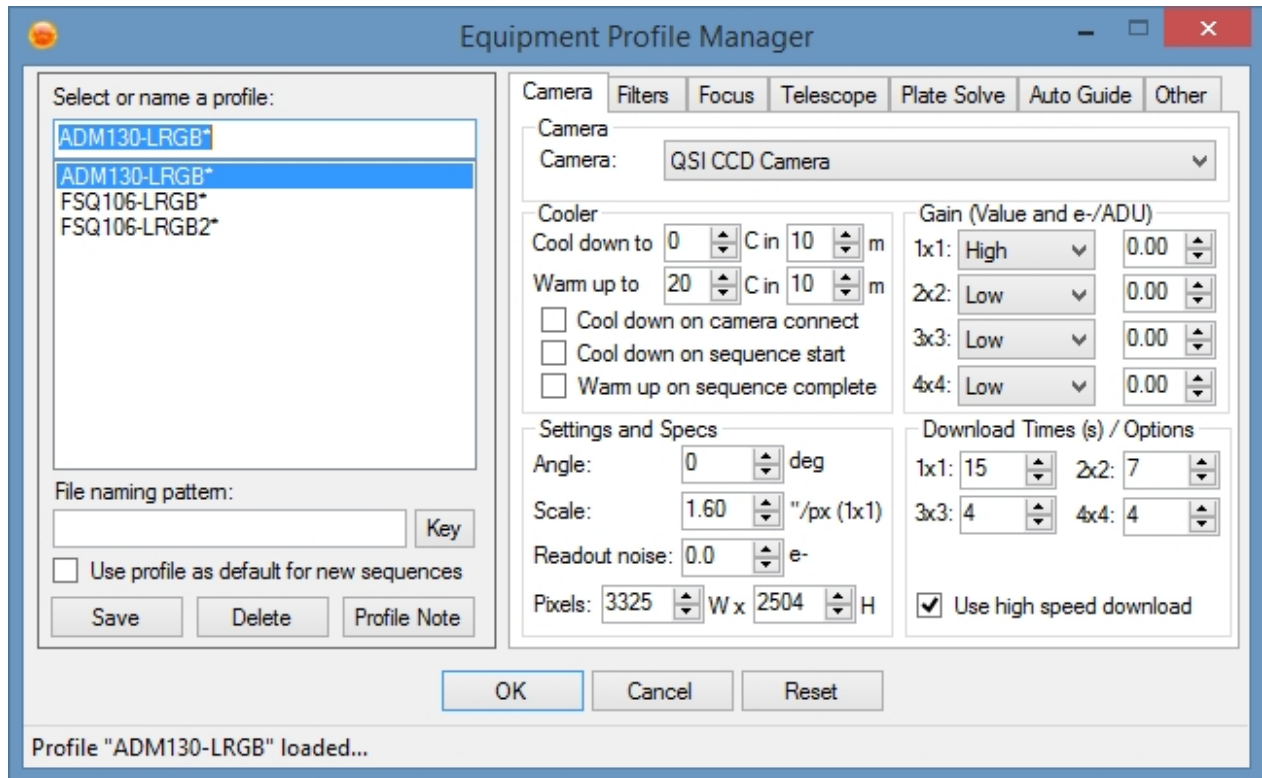 Equipment Profile Manager
Select or name a profile:
ADM130-LRGB*
ADM130-LRGB*
FSQ106-LRGB*
FSQ106-LRGB2*
File naming pattern:
Key
Use profile as default for new sequences
Save Delete Profile Note
Camera Filters Focus Telescope Plate Solve Auto Guide Other
Camera
Camera: QSI CCD Camera
Cooler
Cool down to 0 C in 10 m
Warm up to 20 C in 10 m
Cool down on camera connect
Cool down on sequence start
Warm up on sequence complete
Gain (Value and e-/ADU)
1x1: High 0.00
2x2: Low 0.00
3x3: Low 0.00
4x4: Low 0.00
Settings and Specs
Angle: 0 deg
Scale: 1.60 "/px (1x1)
Readout noise: 0.0 e-
Pixels: 3325 W x 2504 H
Download Times (s) / Options
1x1: 15 2x2: 7
3x3: 4 4x4: 4
Use high speed download
OK Cancel Reset
Profile "ADM130-LRGB" loaded...